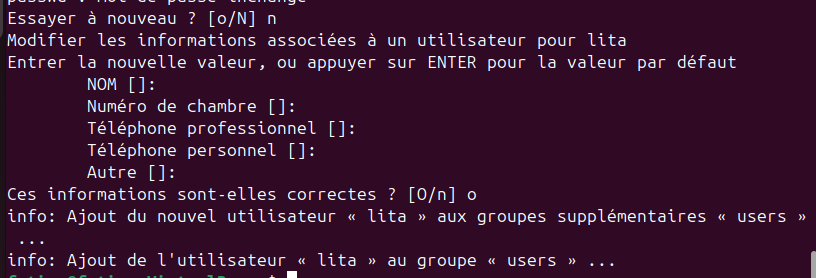 Essayer à nouveau ? [o/N] n
Modifier les informations associées à un utilisateur pour lita
Entrer la nouvelle valeur, ou appuyer sur ENTER pour la valeur par défaut
NOM []:
Numéro de chambre []:
Téléphone professionnel []:
Téléphone personnel []:
Autre []:
Ces informations sont-elles correctes ? [O/n] o
info: Ajout du nouvel utilisateur « lita » aux groupes supplémentaires « users »
...
info: Ajout de l'utilisateur « lita » au groupe « users » ...